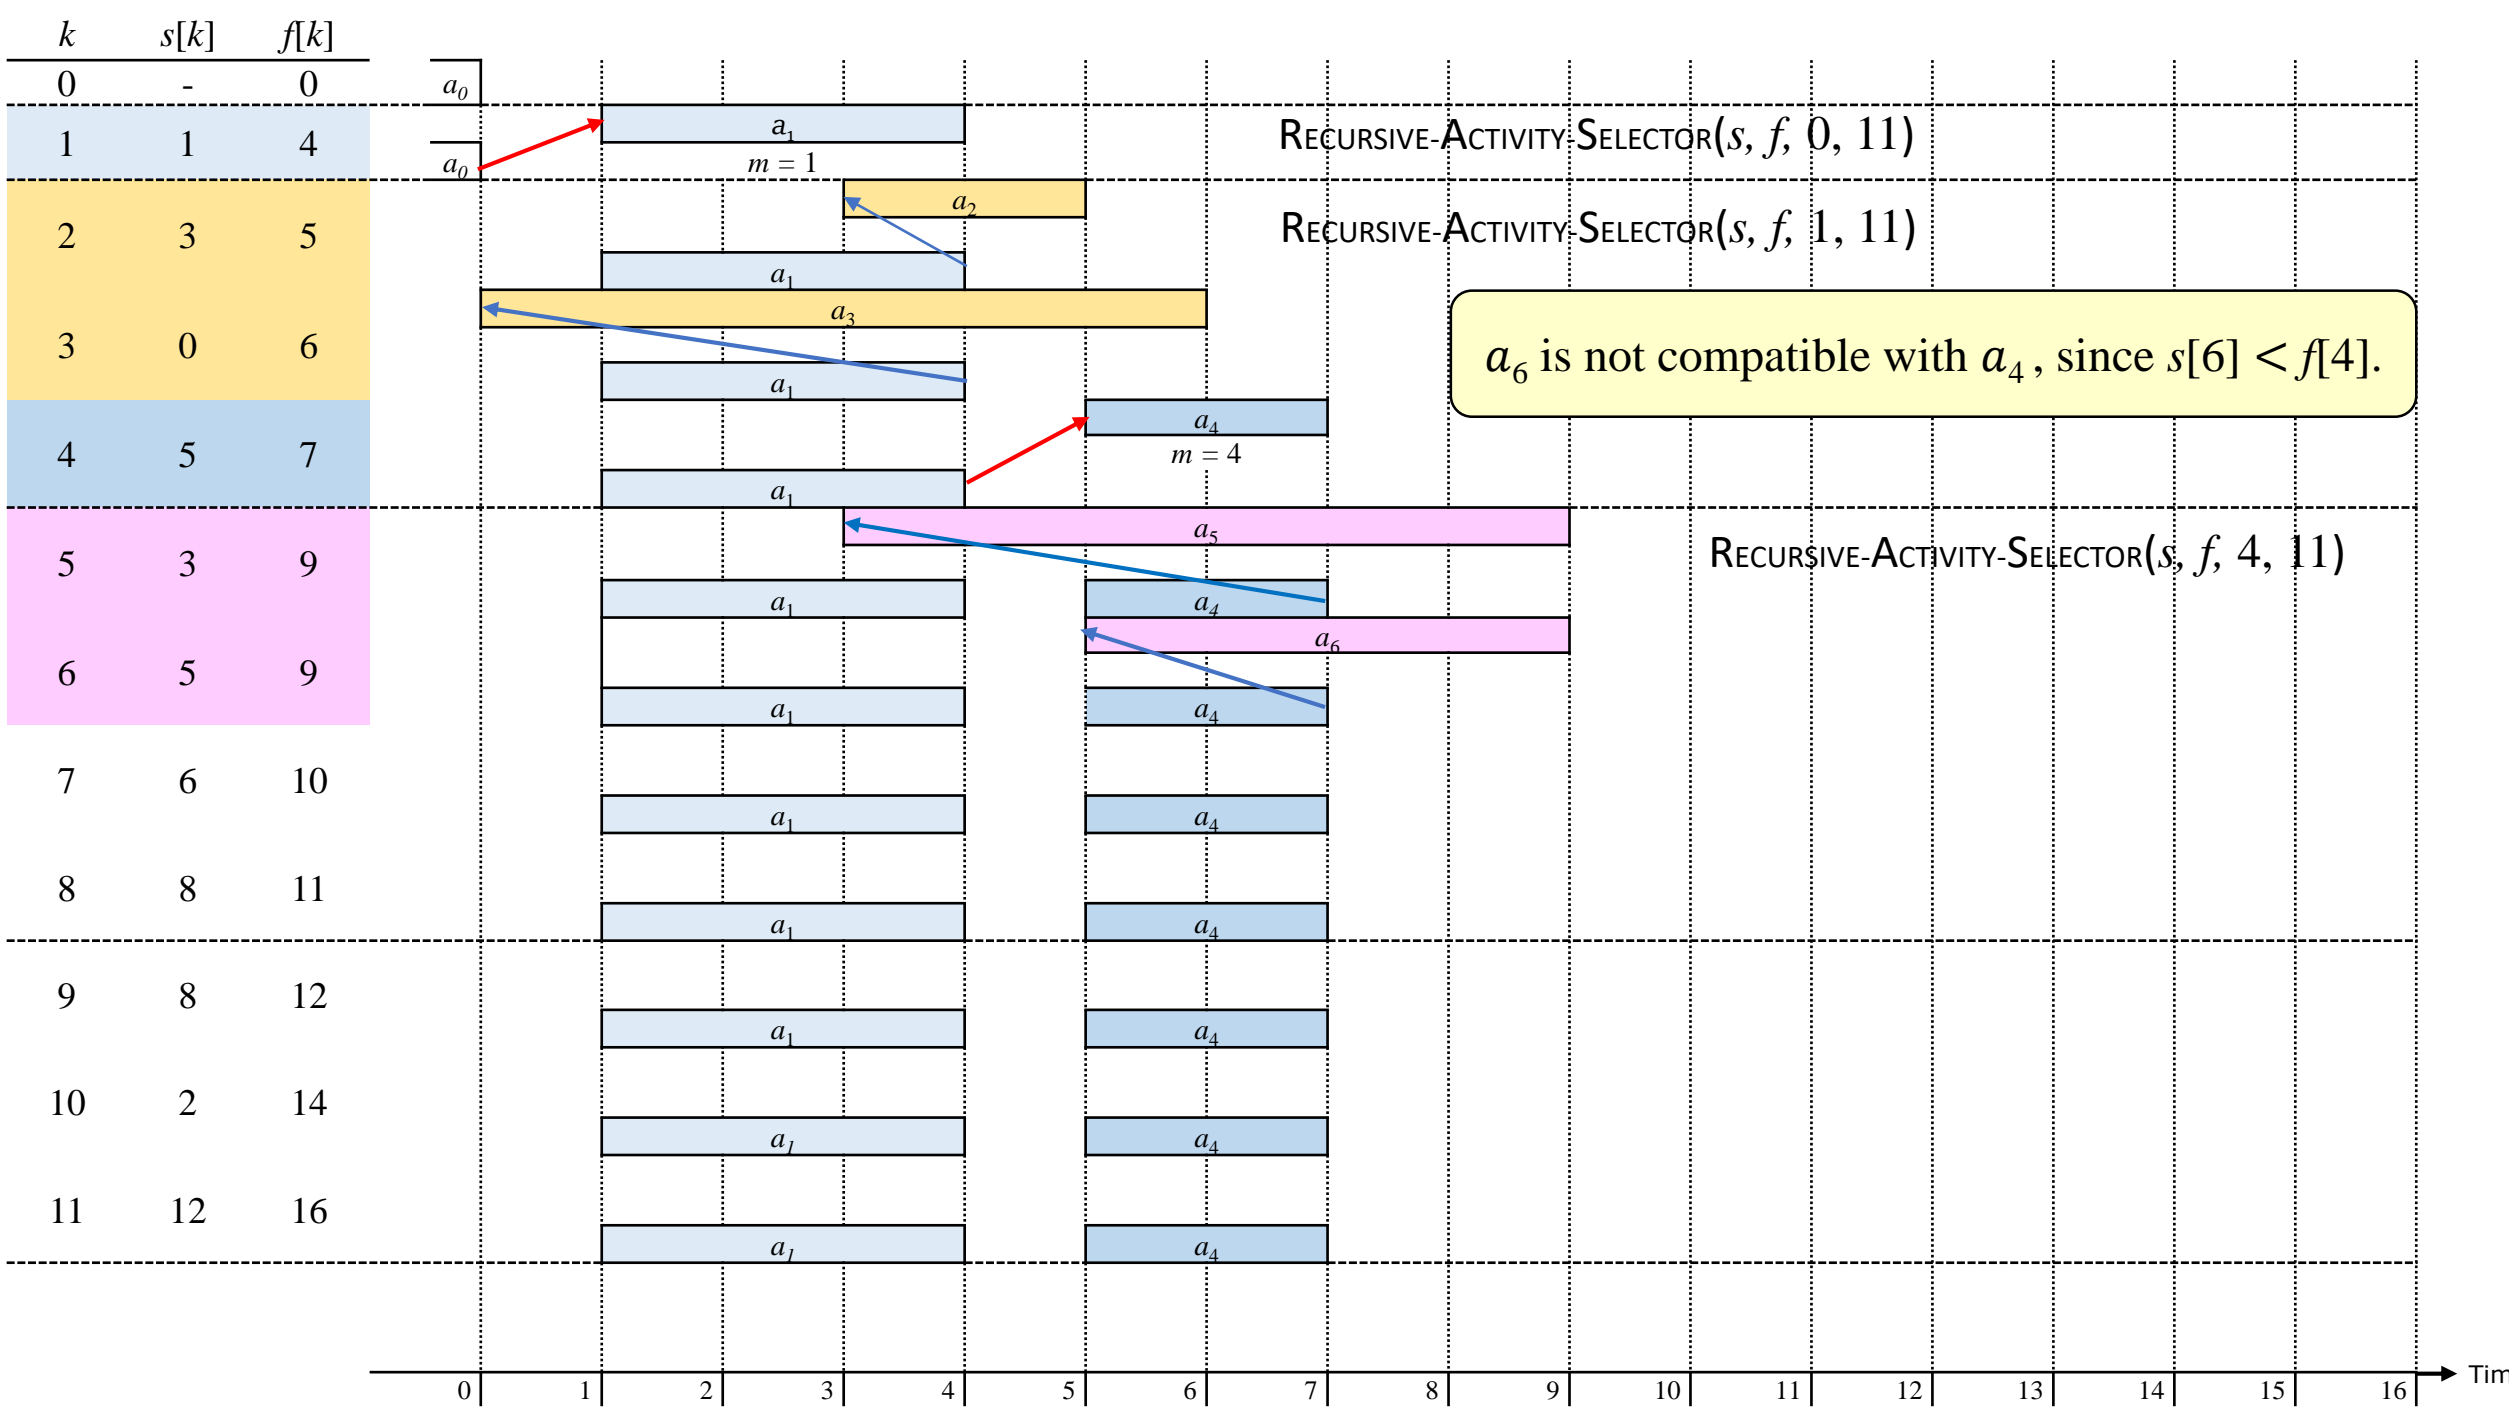 k s[k] f[k]
0 - 0 a0
1 1 4 a1 RECURSIVE-ACTIVITY-SELECTOR(s, f, 0, 11)
a0 m = 1
a2
2 3 5 RECURSIVE-ACTIVITY-SELECTOR(s, f, 1, 11)
a1
a3
3 0 6 a6 is not compatible with a4 , since s[6] < f[4].
a1
a4
4 5 7 m = 4
a1
a5
5 3 9 RECURSIVE-ACTIVITY-SELECTOR(s, f, 4, 11)
a1 a4
a6
6 5 9
a1 a4
7 6 10
a1 a4
8 8 11
a1 a4
9 8 12
a1 a4
10 2 14
a1 a4
11 12 16
a1 a4
Tim
0 1 2 3 4 5 6 7 8 9 10 11 12 13 14 15 16